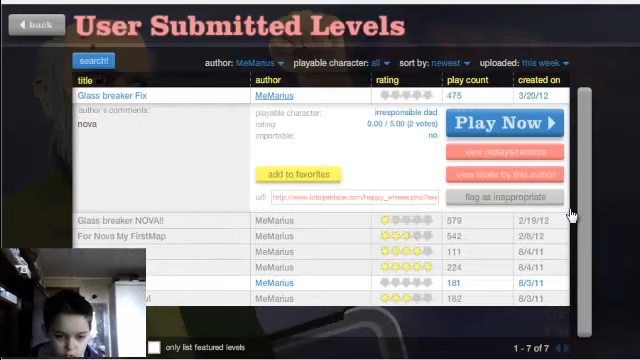 back
User Submitted Levels
search!
author: MeMarius
playable character: all
sort by: newest
uploaded: this week
title author rating play count created on
Glass breaker Fix MeMarius 475 3/20/12
author's comments:
nova
playable character: irresponsible dad
rating: 0.00 / 5.00 (2 votes)
importable: no
Play Now
view replays/records
add to favorites
view levels by this author
url:
flag as inappropriate
Glass breaker NOVA!! MeMarius 579 2/19/12
For Nova My FirstMap MeMarius 542 2/8/12
MeMarius 111 8/4/11
MeMarius 224 8/4/11
MeMarius 181 8/3/11
MeMarius 182 8/3/11
only list featured levels
1 - 7 of 7